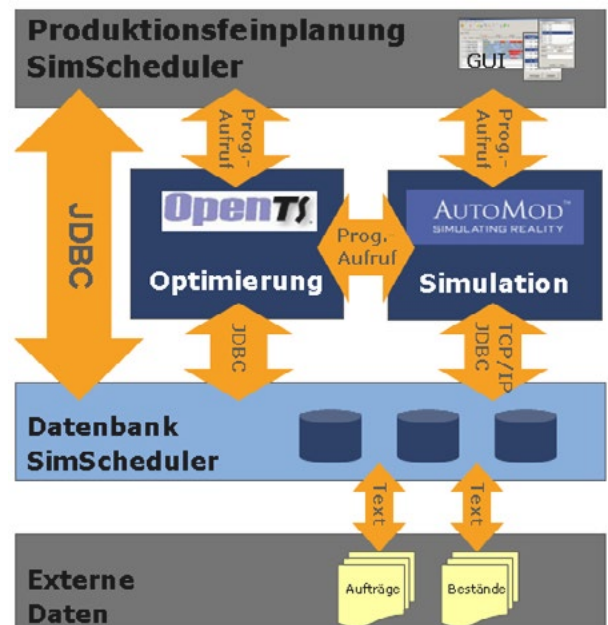 Produktionsfeinplanung
SimScheduler
GUI
Prog.-
Aufruf
Prog.-
Aufruf
JDBC
OpenTS
Optimierung
Prog.-
Aufruf
AUTOMOD™
SIMULATING REALITY
Simulation
JDBC
TCP/IP
JDBC
Datenbank
SimScheduler
Text
Text
Externe
Daten
Aufträge
Bestände